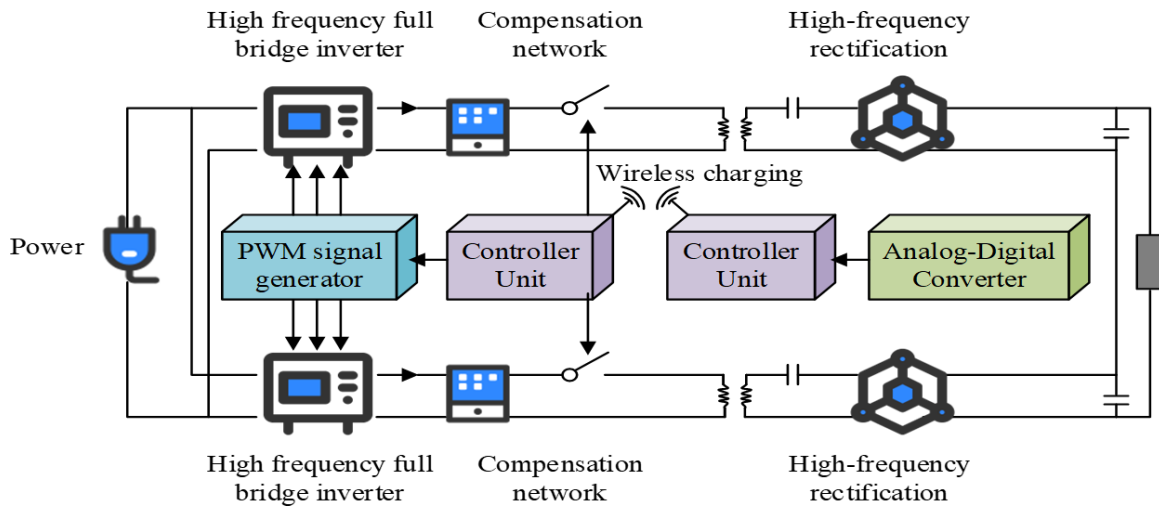 High frequency full
bridge inverter
Compensation
network
High-frequency
rectification
Wireless charging
Power
PWM signal
generator
Controller
Unit
Controller
Unit
Analog-Digital
Converter
High frequency full
bridge inverter
Compensation
network
High-frequency
rectification